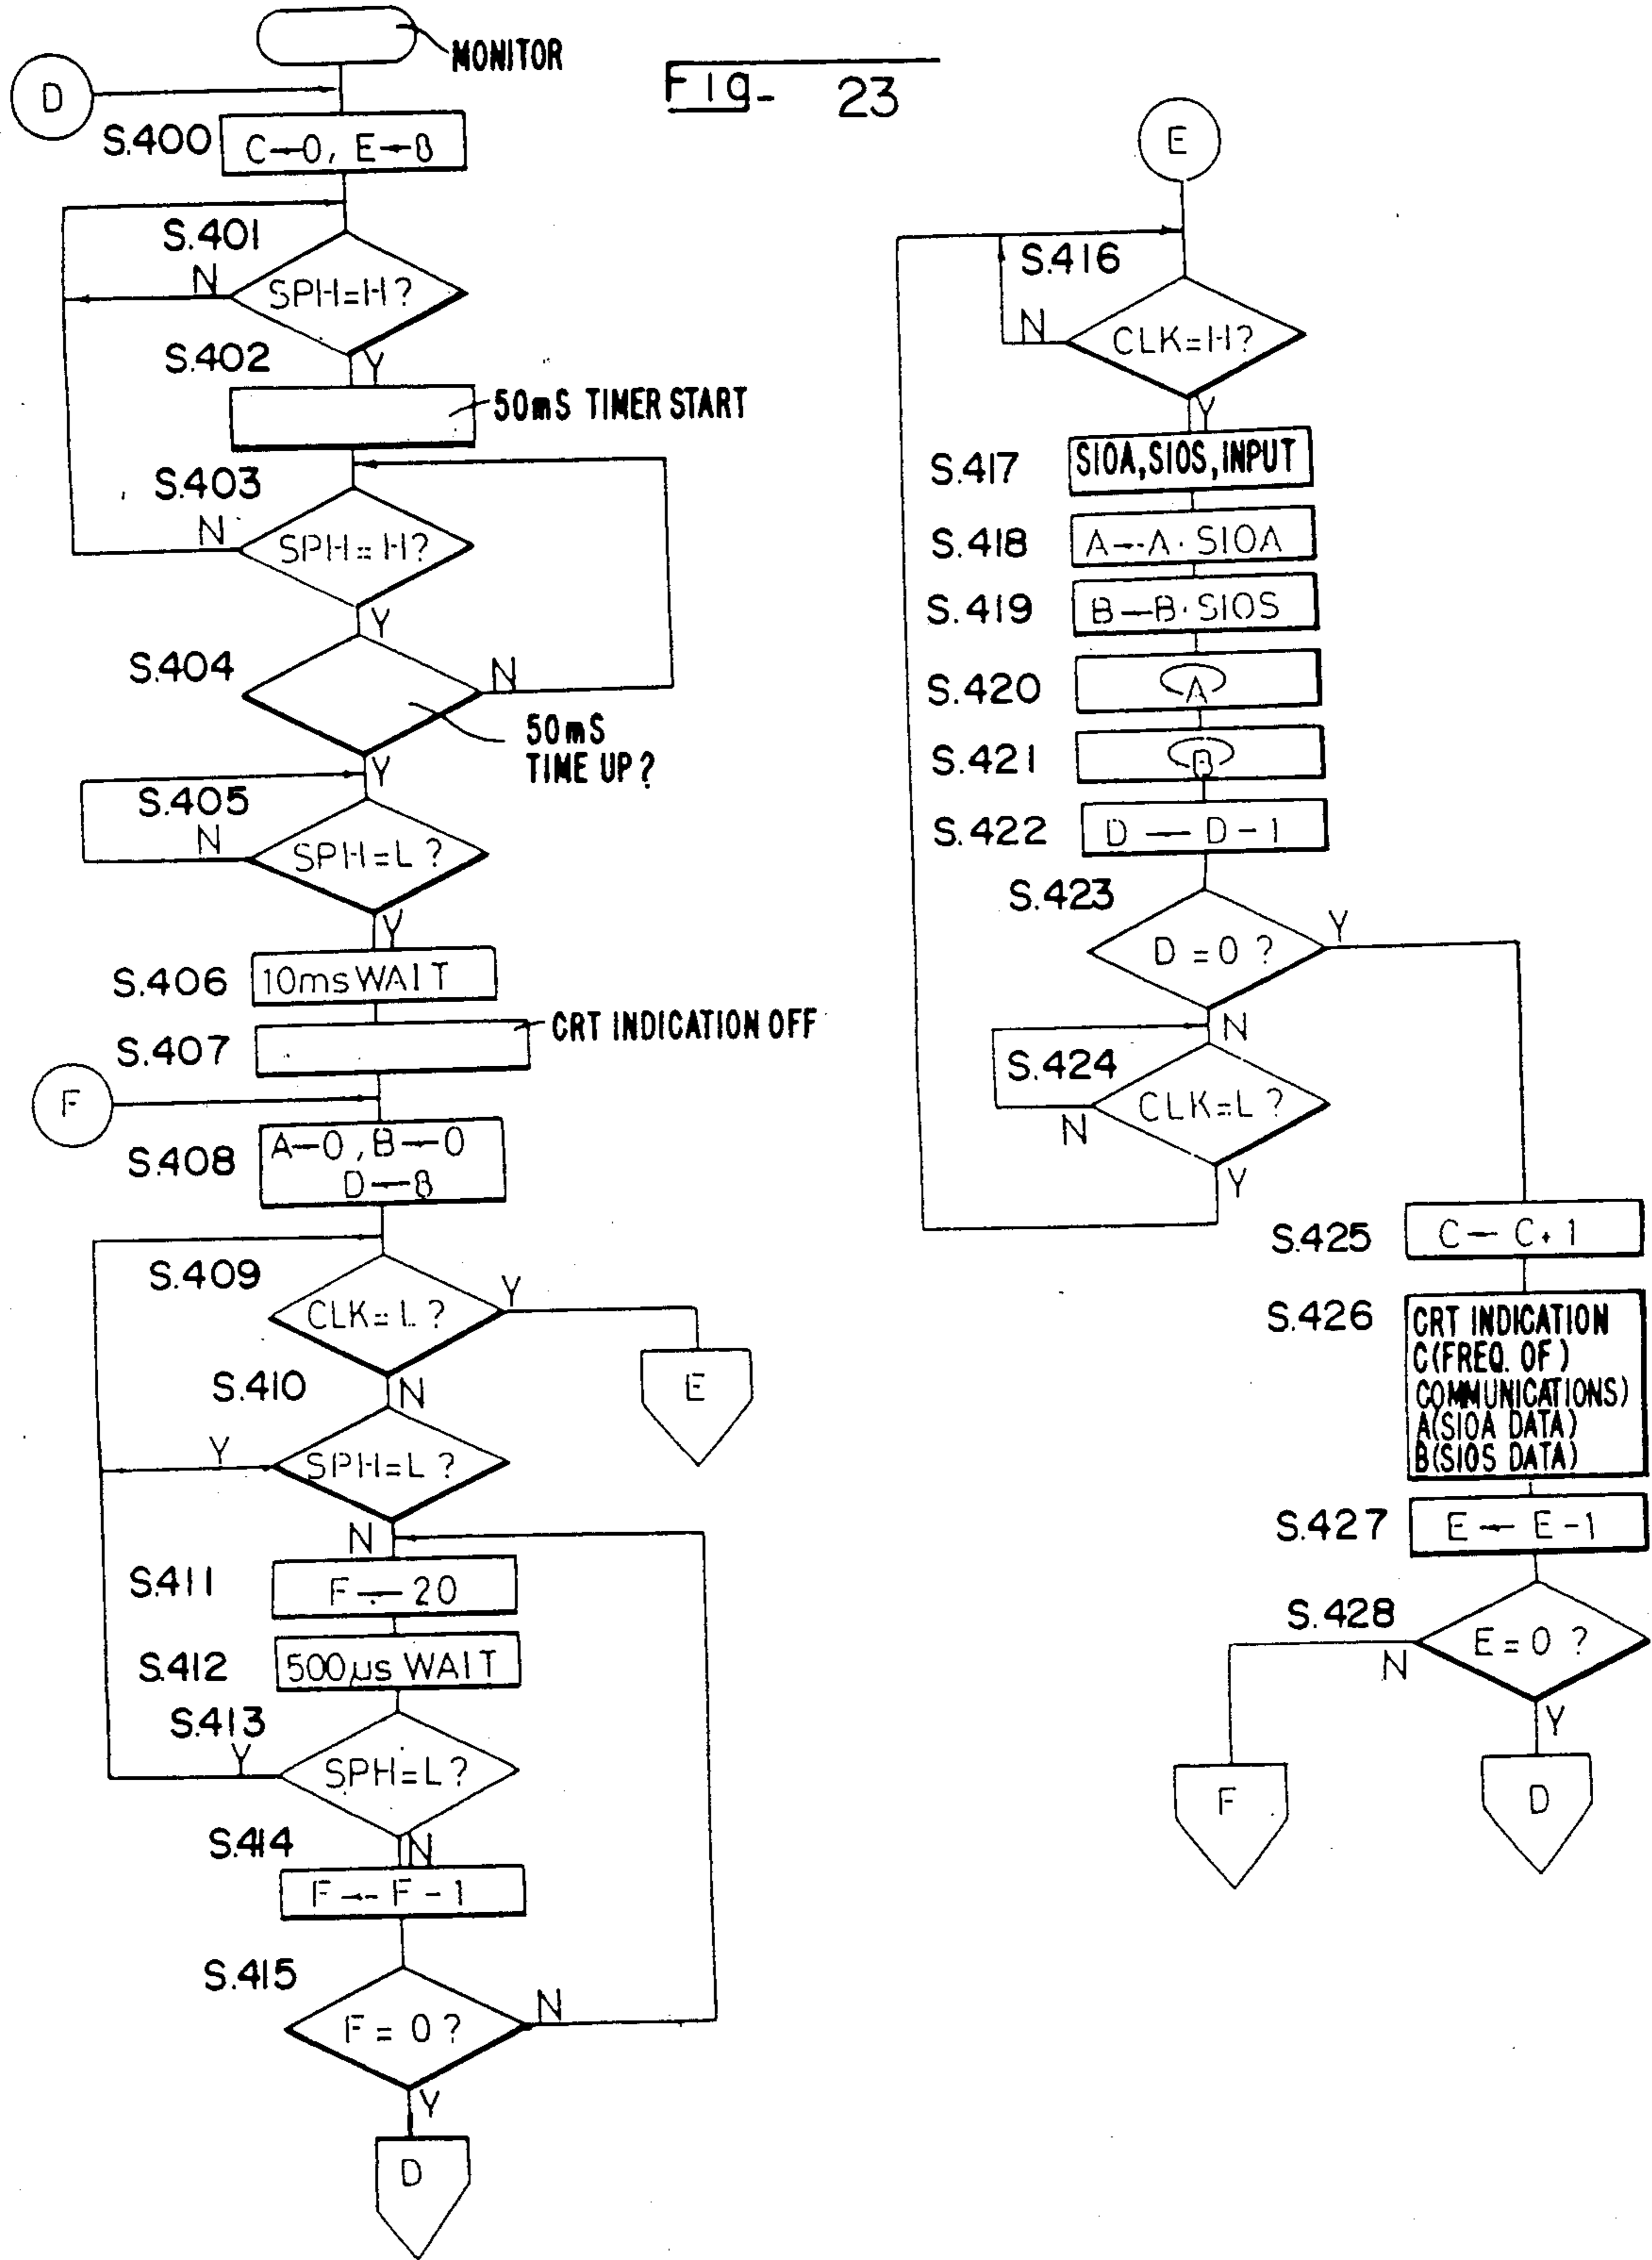 Fig- 23
MONITOR
D
S.400
C←0, E←8
S.401
SPH=H?
N
Y
S.402
50mS TIMER START
S.403
SPH=H?
N
Y
S.404
50mS
TIME UP?
N
Y
S.405
SPH=L?
N
Y
S.406
10ms WAIT
S.407
CRT INDICATION OFF
F
S.408
A←0, B←0
D←8
S.409
CLK=L?
Y
E
N
S.410
SPH=L?
Y
N
S.411
F←20
S.412
500µs WAIT
S.413
SPH=L?
Y
N
S.414
F←F-1
S.415
F=0?
N
Y
D
E
S.416
CLK=H?
N
Y
S.417
SIOA, SIOS, INPUT
S.418
A←A·SIOA
S.419
B←B·SIOS
S.420
A
S.421
B
S.422
D←D-1
S.423
D=0?
Y
N
S.424
CLK=L?
N
Y
S.425
C←C+1
S.426
CRT INDICATION
C(FREQ. OF)
COMMUNICATIONS)
A(SIOA DATA)
B(SIOS DATA)
S.427
E←E-1
S.428
E=0?
N
Y
F
D